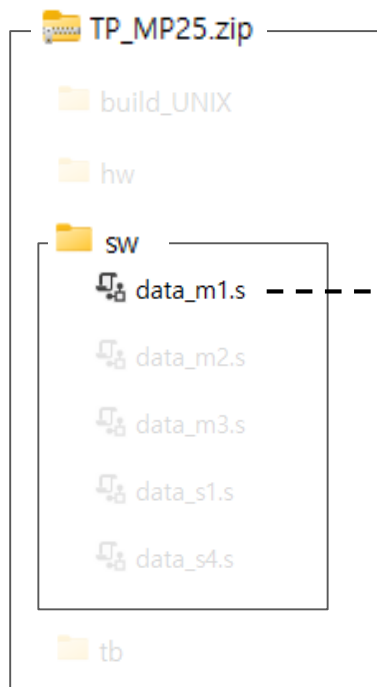 TP_MP25.zip
build_UNIX
hw
sw
data_m1.s
data_m2.s
data_m3.s
data_s1.s
data_s4.s
tb